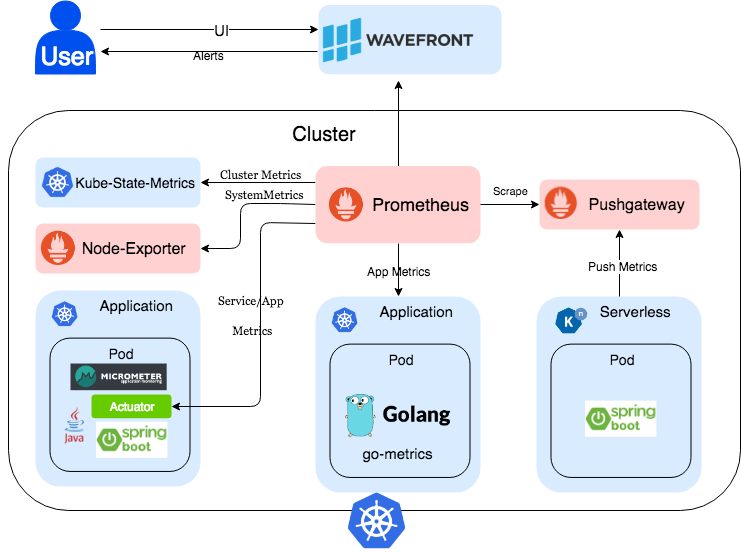 User
UI
Alerts
WAVEFRONT
Cluster
Kube-State-Metrics
Cluster Metrics
SystemMetrics
Prometheus
Scrape
Pushgateway
Node-Exporter
App Metrics
Push Metrics
Application
Service/App
Metrics
Pod
MICROMETER
application monitoring
Actuator
Java
spring
boot
Application
Pod
Golang
go-metrics
K
n
Serverless
Pod
spring
boot